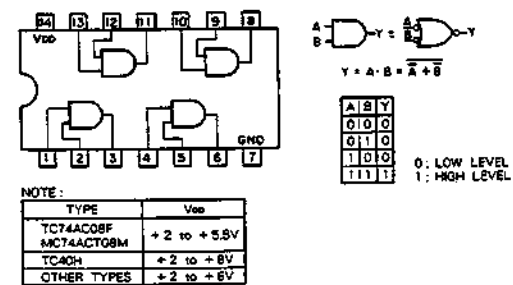 14 13 12 11 10 9 8
VDD
GND
1 2 3 4 5 6 7
A
B
Y = A B Y
Y = A · B = A + B
A B Y
0 0 0
0 1 0
1 0 0
1 1 1
0 : LOW LEVEL
1 : HIGH LEVEL
NOTE :
TYPE VDD
TC74AC08F + 2 to + 5.5V
MC74ACT08M
TC40H + 2 to + 8V
OTHER TYPES + 2 to + 6V